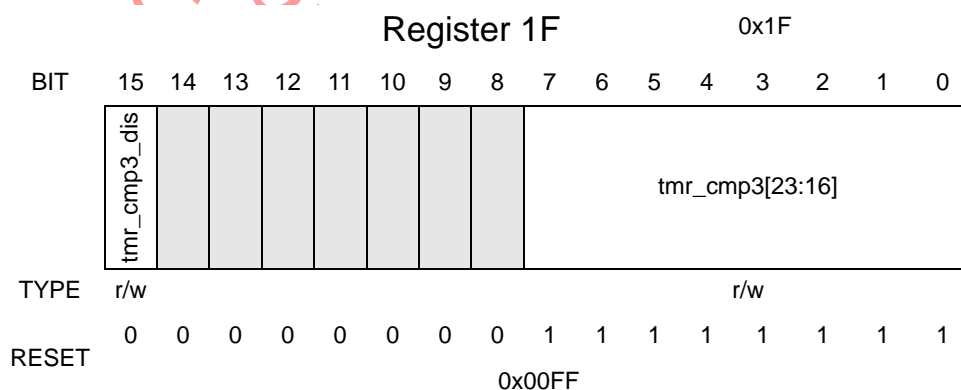 Register 1F 0x1F
BIT 15 14 13 12 11 10 9 8 7 6 5 4 3 2 1 0
tmr_cmp3_dis
tmr_cmp3[23:16]
TYPE r/w r/w
RESET 0 0 0 0 0 0 0 0 1 1 1 1 1 1 1 1
0x00FF